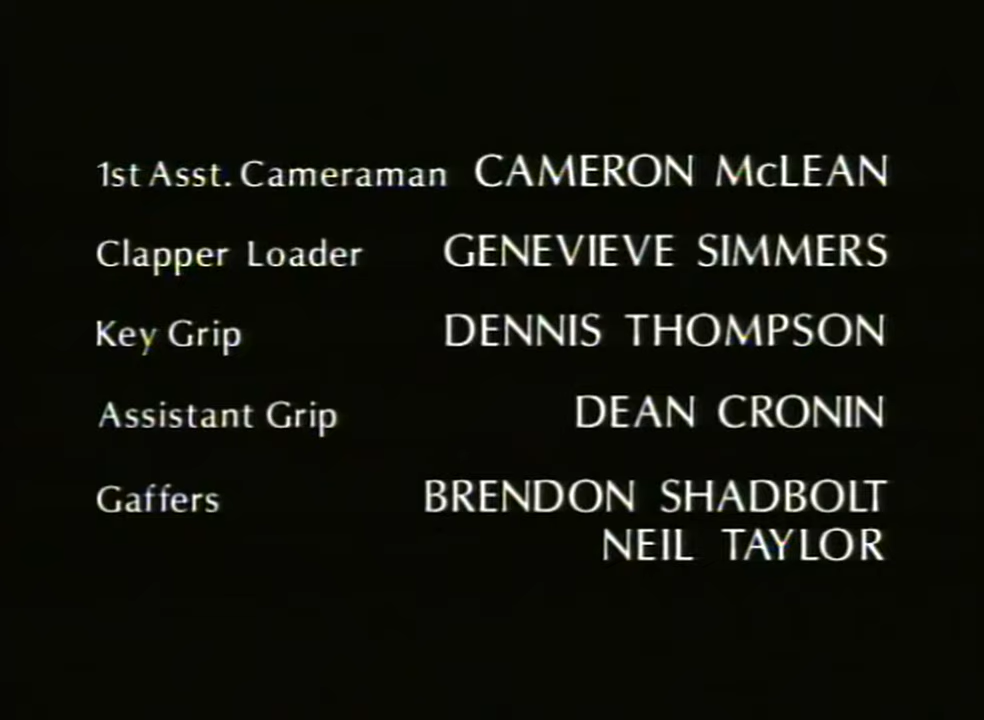 1st Asst. Cameraman CAMERON McLEAN
Clapper Loader GENEVIEVE SIMMERS
Key Grip DENNIS THOMPSON
Assistant Grip DEAN CRONIN
Gaffers BRENDON SHADBOLT
NEIL TAYLOR